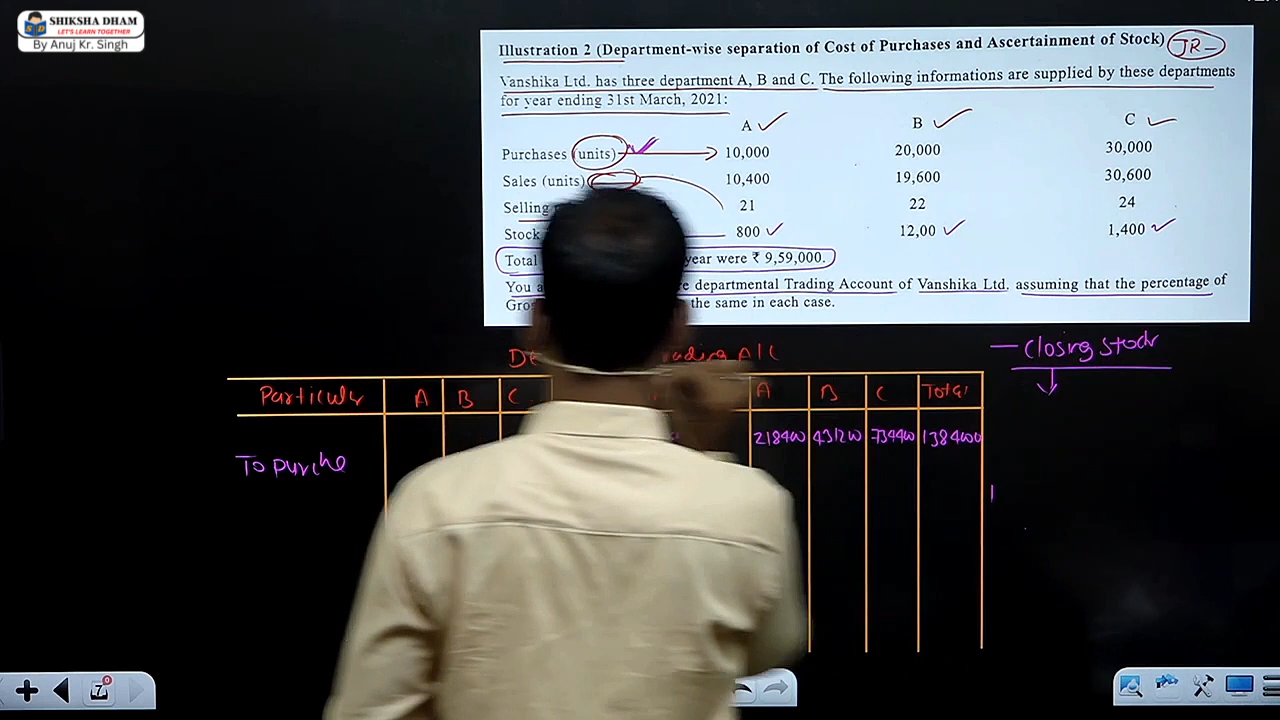 SHIKSHA DHAM
LET'S LEARN TOGETHER
By Anuj Kr. Singh
Illustration 2 (Department-wise separation of Cost of Purchases and Ascertainment of Stock) JR-
Vanshika Ltd. has three department A, B and C. The following informations are supplied by these departments
for year ending 31st March, 2021:
A B C
Purchases (units) 10,000 20,000 30,000
Sales (units) 10,400 19,600 30,600
Selling 21 22 24
Stock 800 12,00 1,400
Total year were ₹ 9,59,000.
You departmental Trading Account of Vanshika Ltd. assuming that the percentage of
the same in each case.
A/C
— Closing Stock
Particular A B C A B C Total
218400 431200 734400 1384000
To purche